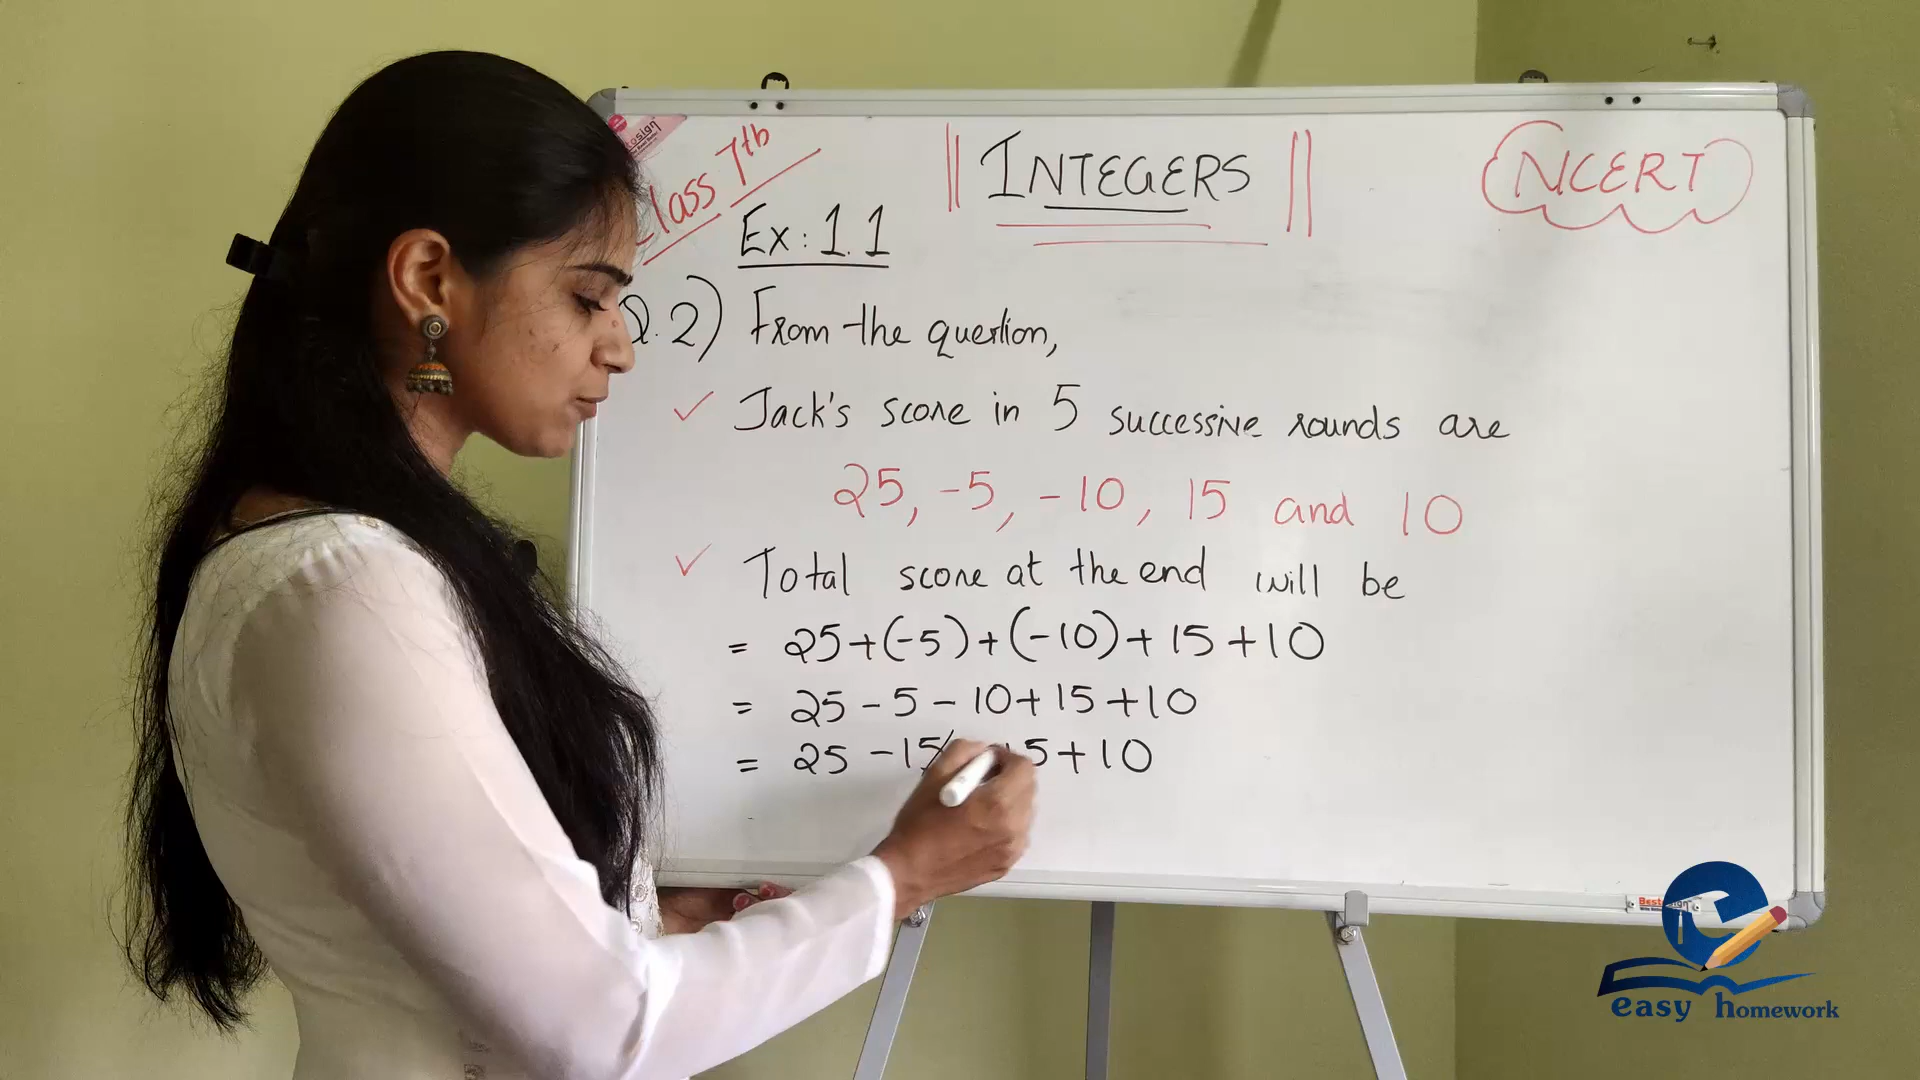 Class 7th
INTEGERS
NCERT
Ex: 1.1
Q.2) From the question,
✓ Jack's score in 5 successive rounds are
25, -5, -10, 15 and 10
✓ Total score at the end will be
= 25+(-5)+(-10)+15+10
= 25-5-10+15+10
= 25-15 15+10
easy homework